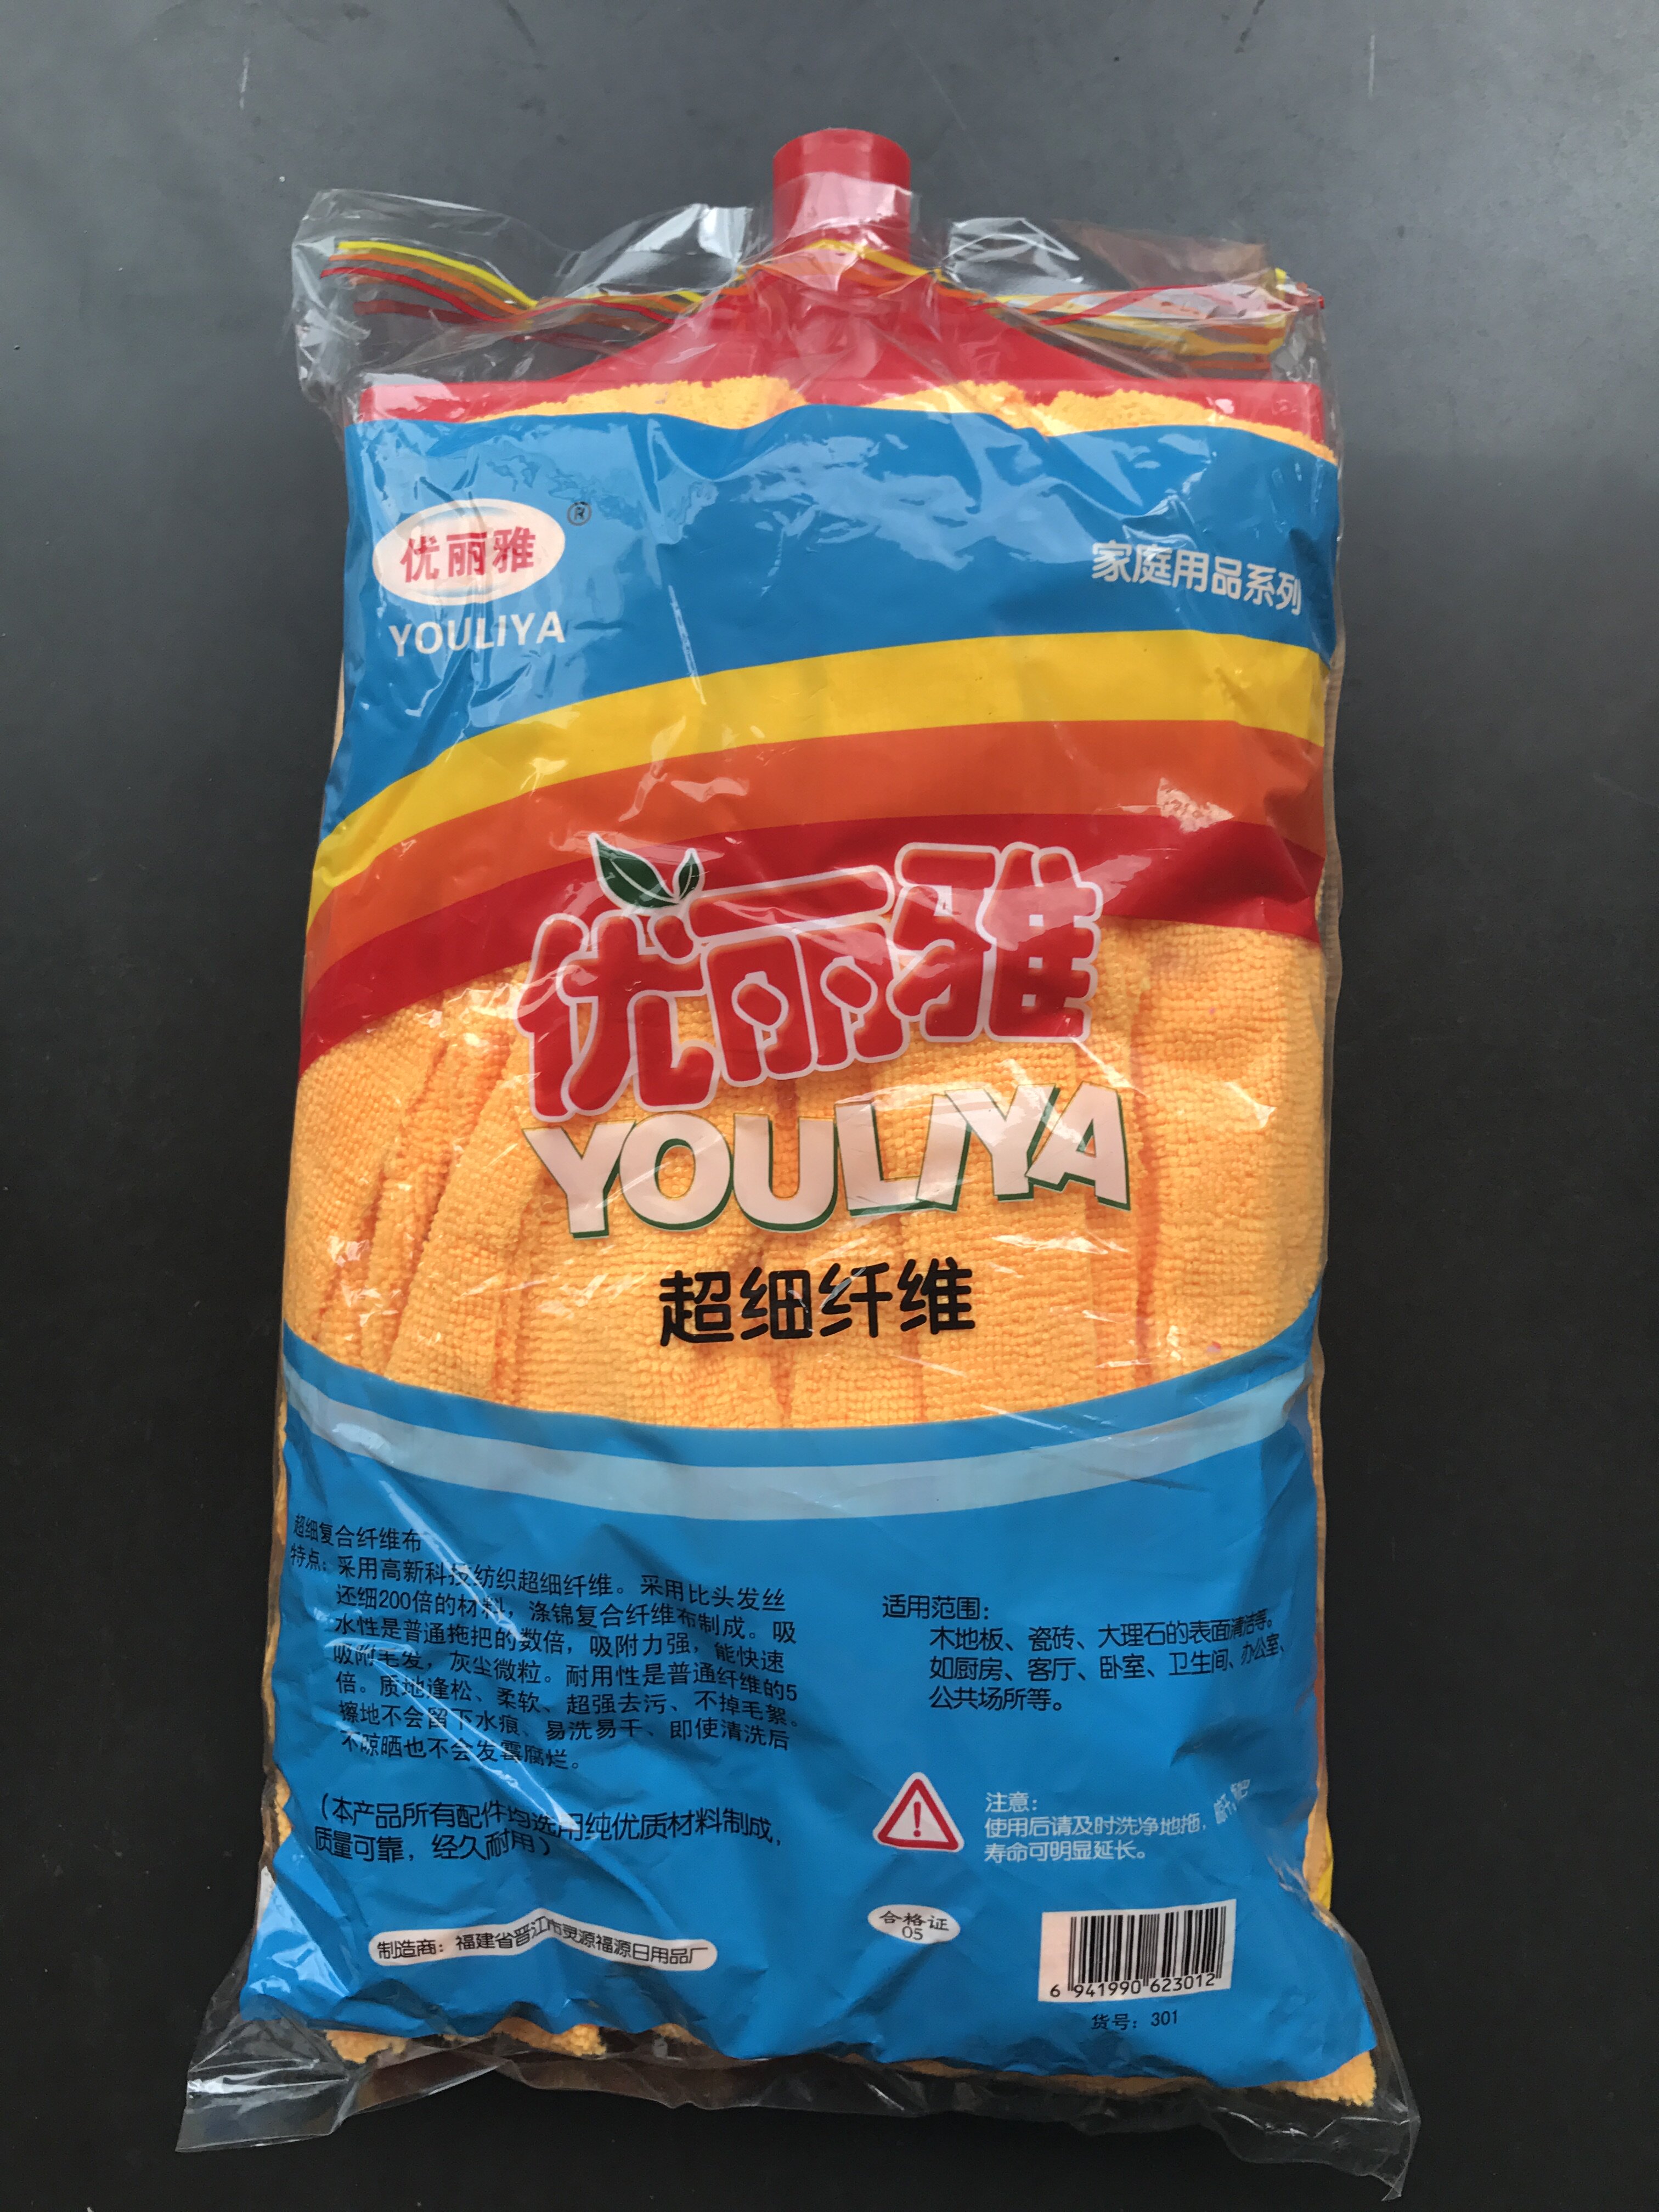 优丽雅 ®
YOULIYA
家庭用品系列
优丽雅
YOULIYA
超细纤维
超细复合纤维布
特点：采用高新科技纺织超细纤维。采用比头发丝
还细200倍的材料，涤锦复合纤维布制成。吸
水性是普通拖把的数倍，吸附力强，能快速
吸附毛发，灰尘微粒。耐用性是普通纤维的5
倍。质地逢松、柔软、超强去污、不掉毛絮。
擦地不会留下水痕、易洗易干、即使清洗后
不晾晒也不会发霉腐烂。
（本产品所有配件均选用纯优质材料制成，
质量可靠，经久耐用）
制造商：福建省晋江市灵源福源日用品厂
适用范围：
木地板、瓷砖、大理石的表面清洁等。
如厨房、客厅、卧室、卫生间、办公室、
公共场所等。
注意：
使用后请及时洗净地拖，
寿命可明显延长。
合格证
05
6 941990 623012
货号：301